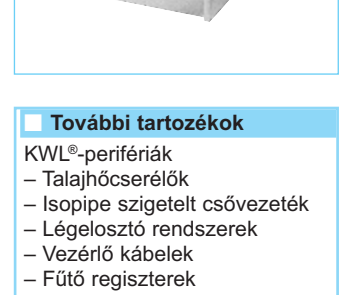 További tartozékok
KWL®-perifériák
– Talajhőcserélők
– Isopipe szigetelt csővezeték
– Légelosztó rendszerek
– Vezérlő kábelek
– Fűtő regiszterek